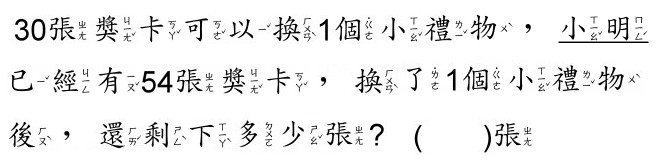 30張獎卡可以換1個小禮物，小明
已經有54張獎卡，換了1個小禮物
後，還剩下多少張？（　　）張